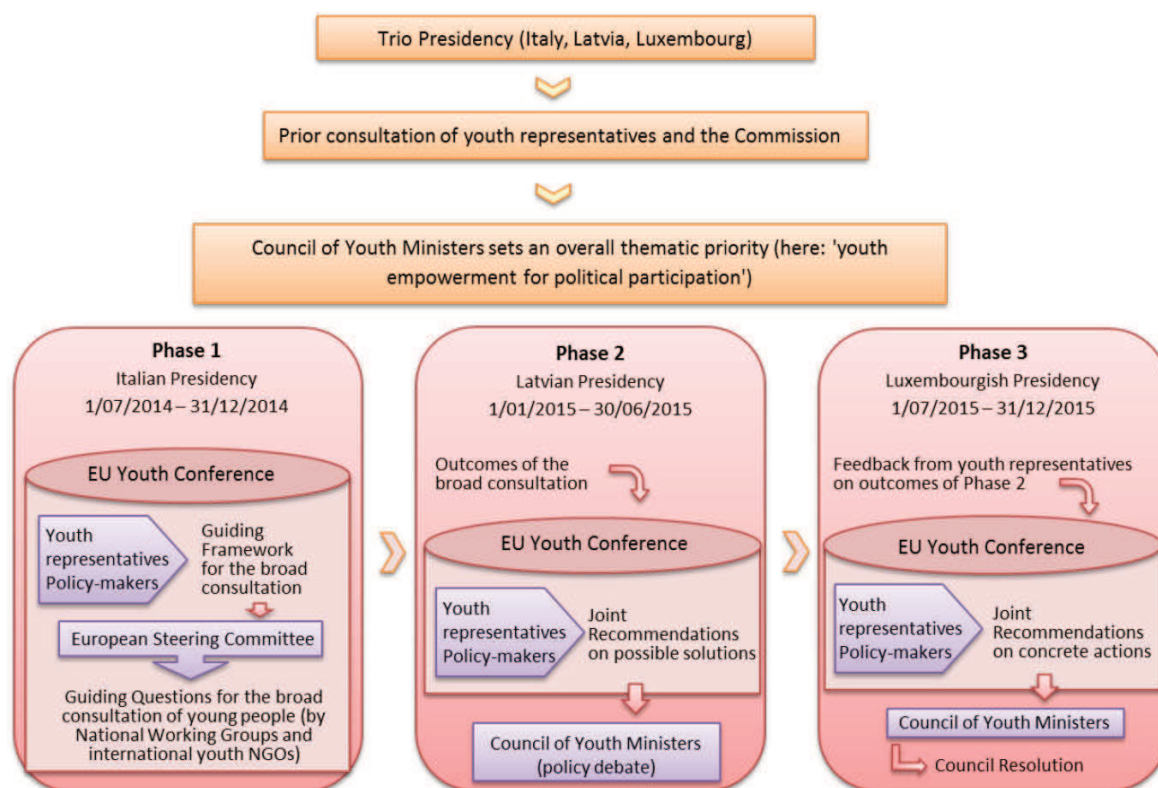 Trio Presidency (Italy, Latvia, Luxembourg)
Prior consultation of youth representatives and the Commission
Council of Youth Ministers sets an overall thematic priority (here: 'youth
empowerment for political participation')
Phase 1
Italian Presidency
1/07/2014 – 31/12/2014
EU Youth Conference
Youth
representatives
Policy-makers
Guiding
Framework
for the broad
consultation
European Steering Committee
Guiding Questions for the broad
consultation of young people (by
National Working Groups and
international youth NGOs)
Phase 2
Latvian Presidency
1/01/2015 – 30/06/2015
Outcomes of the
broad consultation
EU Youth Conference
Youth
representatives
Policy-makers
Joint
Recommendations
on possible solutions
Council of Youth Ministers
(policy debate)
Phase 3
Luxembourgish Presidency
1/07/2015 – 31/12/2015
Feedback from youth representatives
on outcomes of Phase 2
EU Youth Conference
Youth
representatives
Policy-makers
Joint
Recommendations
on concrete actions
Council of Youth Ministers
Council Resolution